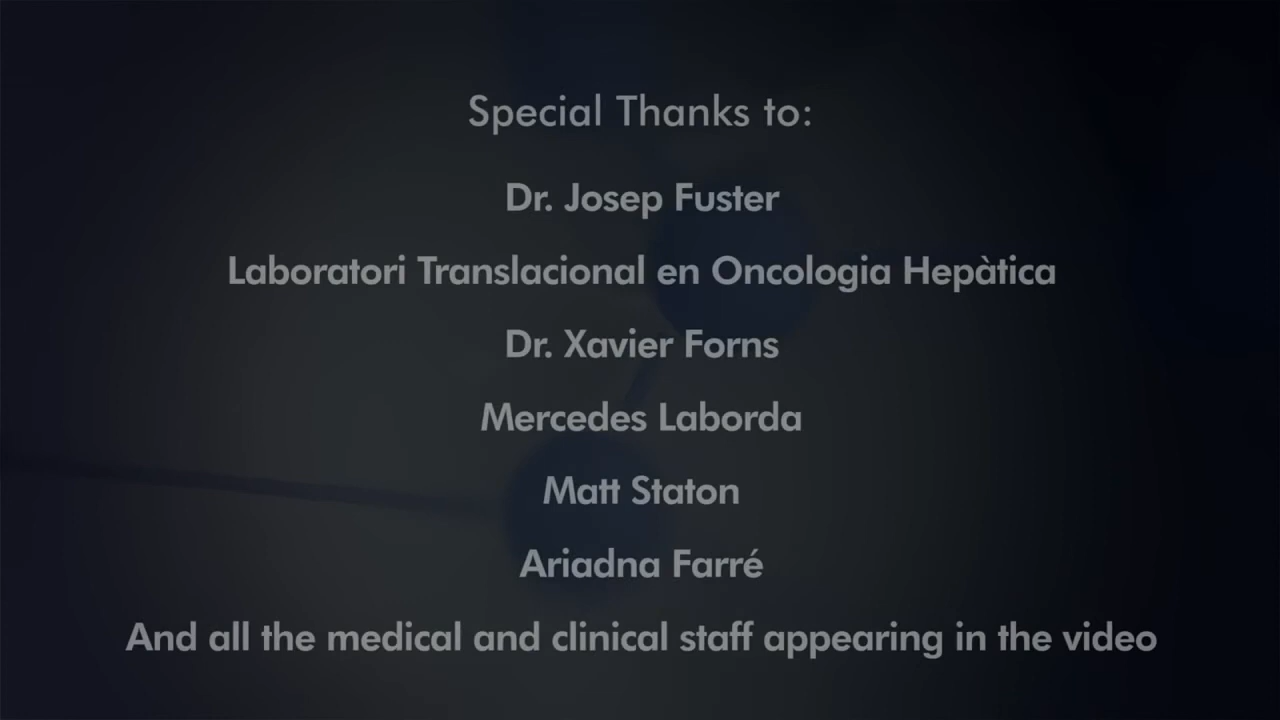 Special Thanks to:
Dr. Josep Fuster
Laboratori Translacional en Oncologia Hepàtica
Dr. Xavier Forns
Mercedes Laborda
Matt Staton
Ariadna Farré
And all the medical and clinical staff appearing in the video